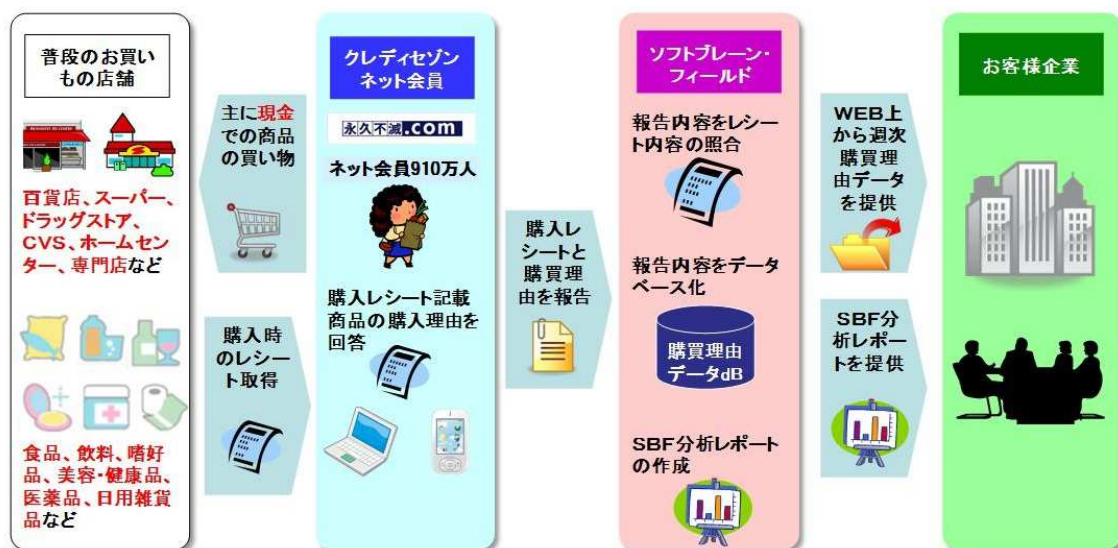 普段のお買い
もの店舗
百貨店、スーパー、
ドラッグストア、
CVS、ホームセン
ター、専門店など
食品、飲料、嗜好
品、美容・健康品、
医薬品、日用雑貨
品など
主に現金
での商品
の買い物
購入時
のレシー
ト取得
クレディセゾン
ネット会員
永久不滅.com
ネット会員910万人
購入レシート記載
商品の購入理由を
回答
購入レ
シートと
購買理
由を報告
ソフトブレーン・
フィールド
報告内容をレシー
ト内容の照合
報告内容をデータ
ベース化
購買理由
データdB
SBF分析レポート
の作成
WEB上
から週次
購買理
由データ
を提供
SBF分
析レポー
トを提供
お客様企業